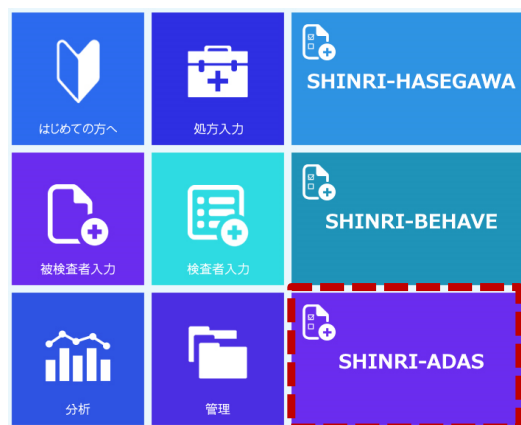 はじめての方へ
処方入力
SHINRI-HASEGAWA
被検査者入力
検査者入力
SHINRI-BEHAVE
分析
管理
SHINRI-ADAS